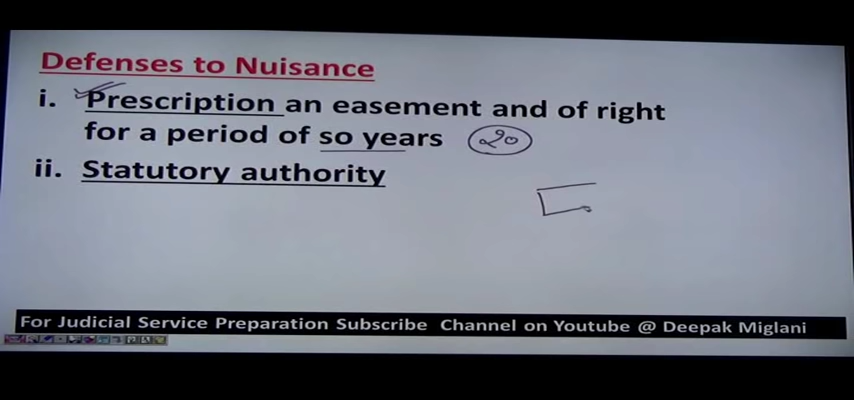 Defenses to Nuisance
i. Prescription an easement and of right
for a period of so years 20
ii. Statutory authority
For Judicial Service Preparation Subscribe Channel on Youtube @ Deepak Miglani